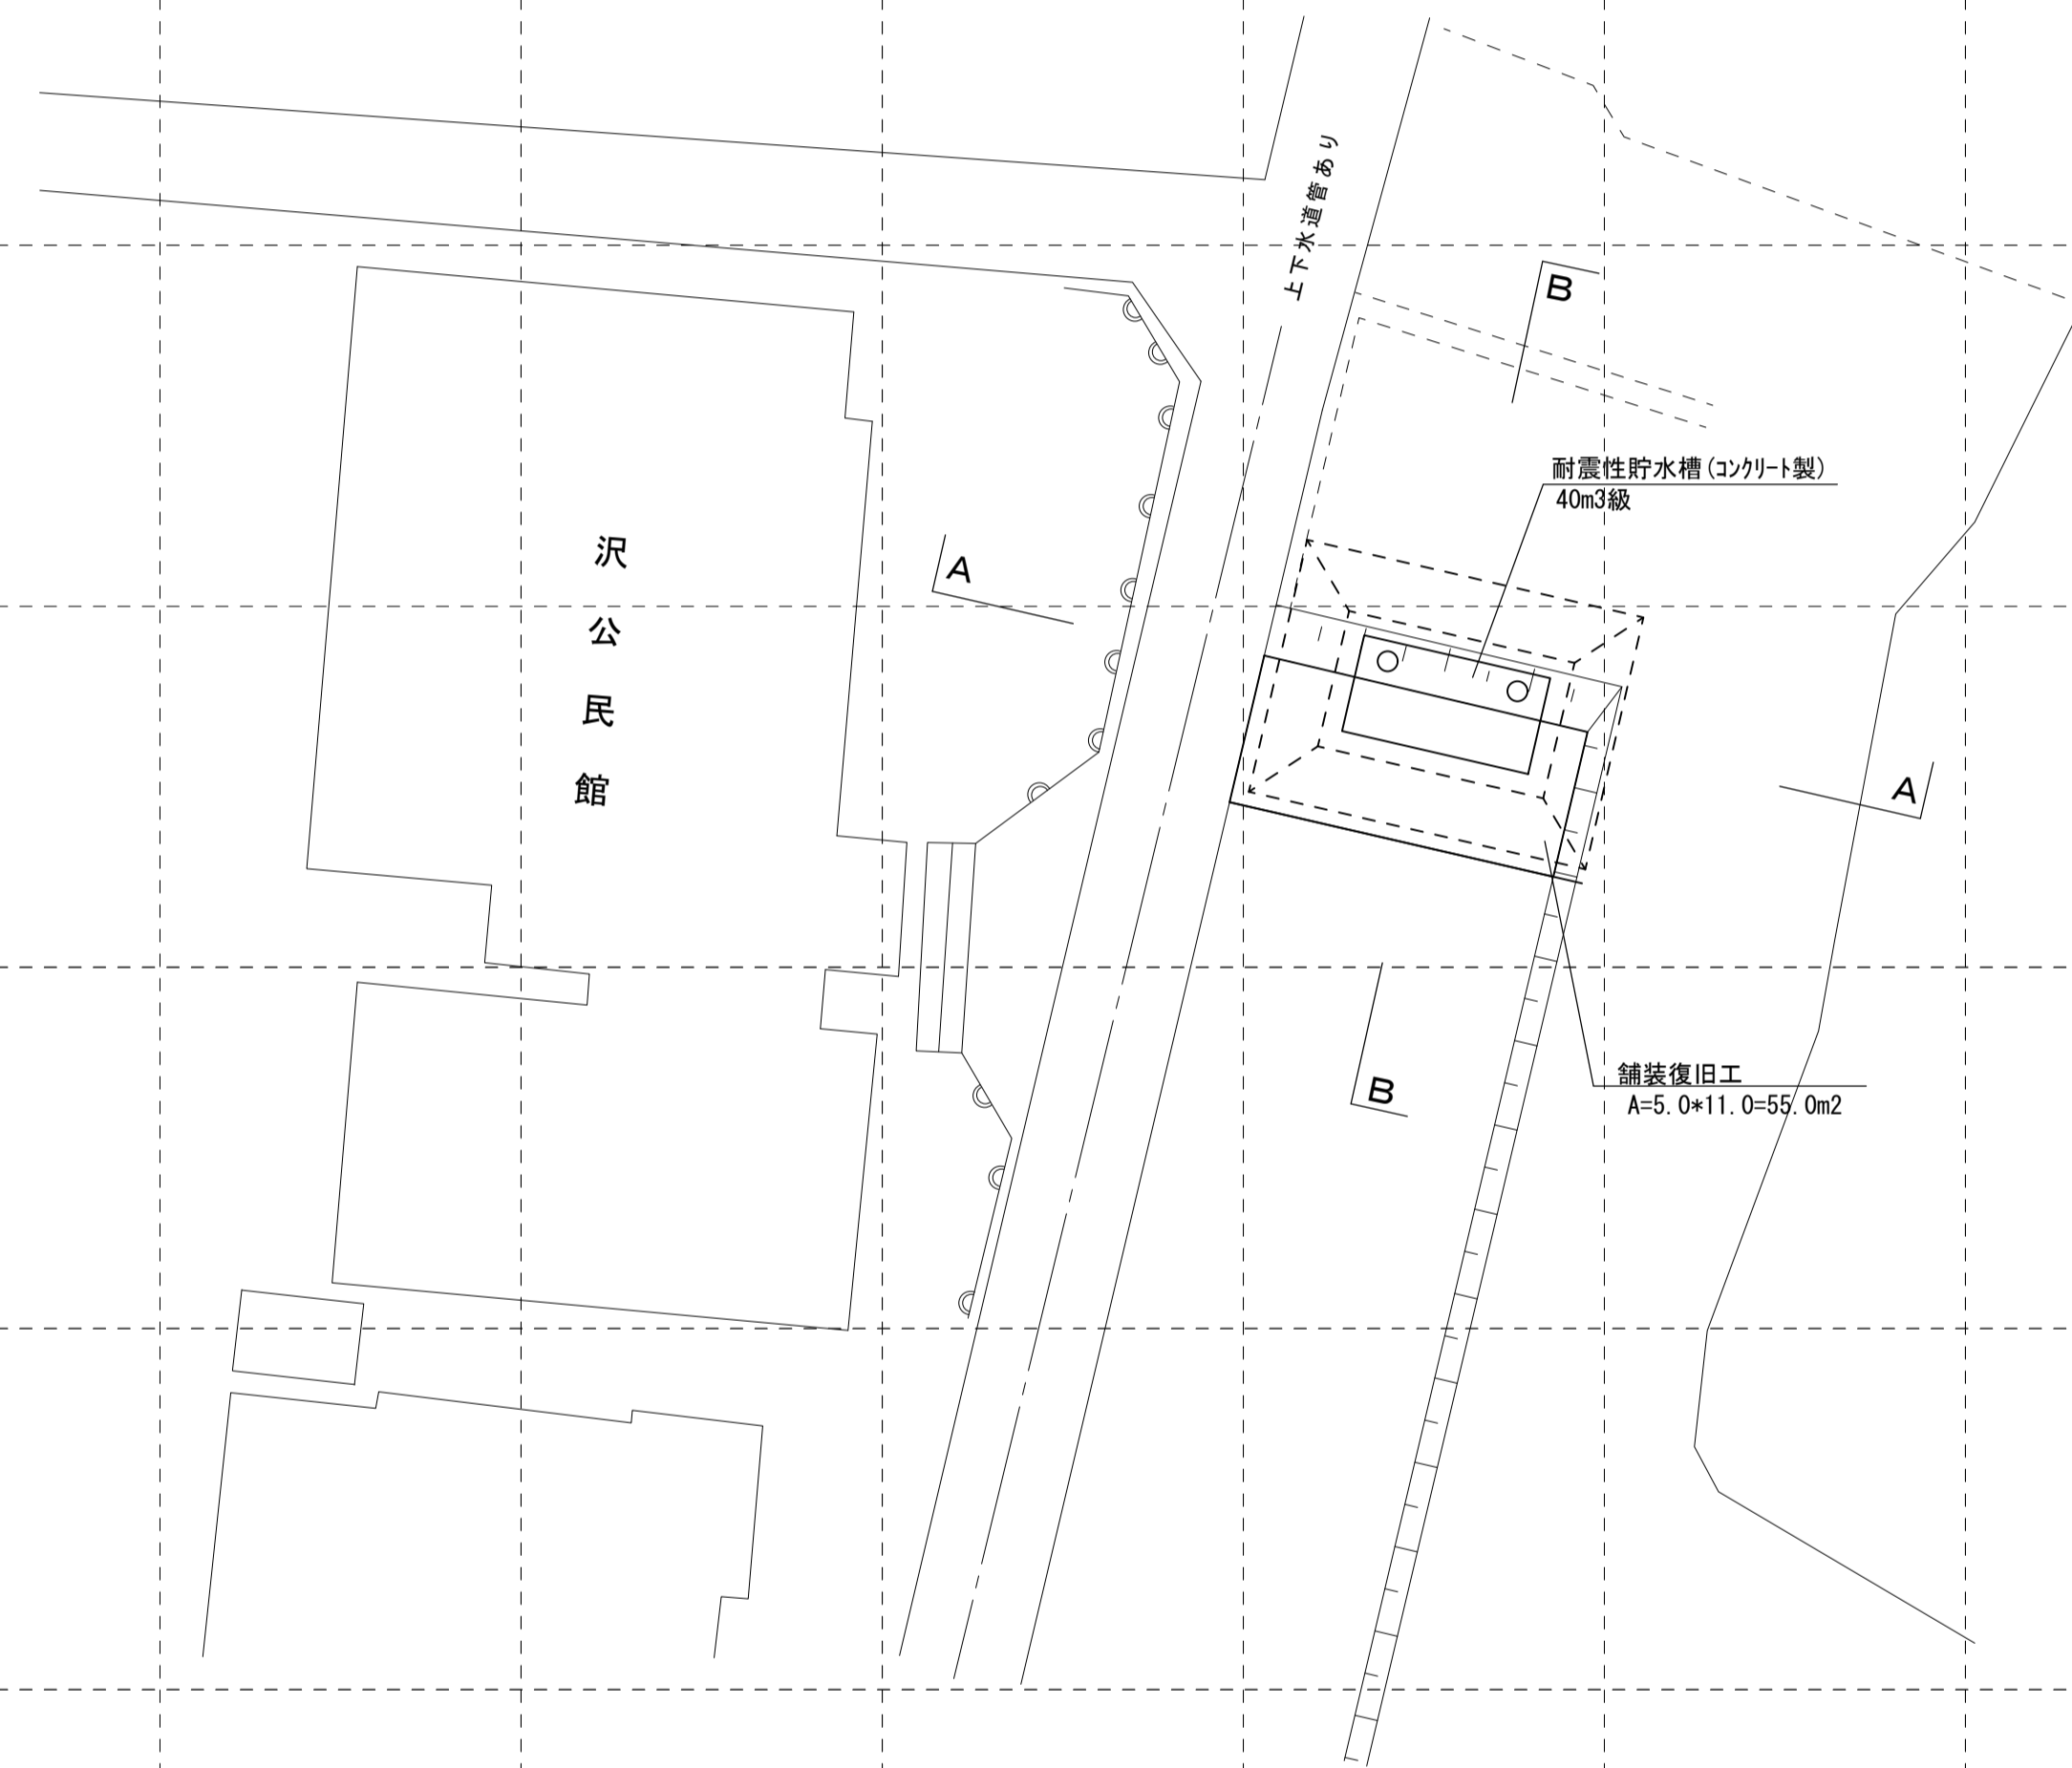 上下水道管あり
B
耐震性貯水槽(コンクリート製)
40m3級
沢公民館
A
A
B
舗装復旧工
A=5.0*11.0=55.0m2